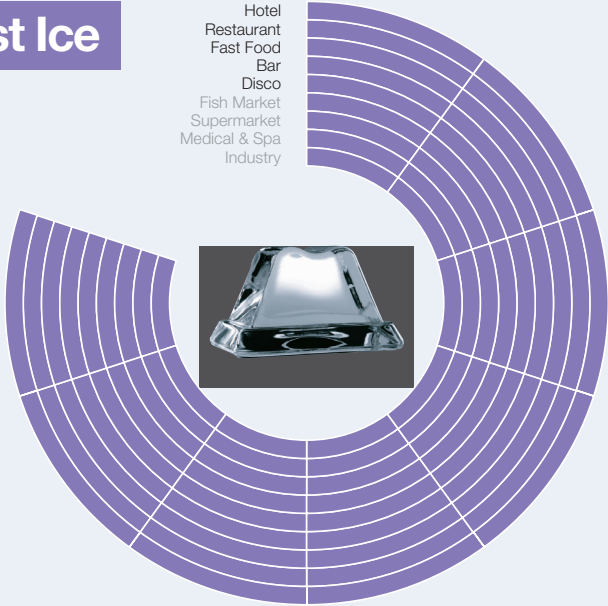 st Ice
Hotel
Restaurant
Fast Food
Bar
Disco
Fish Market
Supermarket
Medical & Spa
Industry